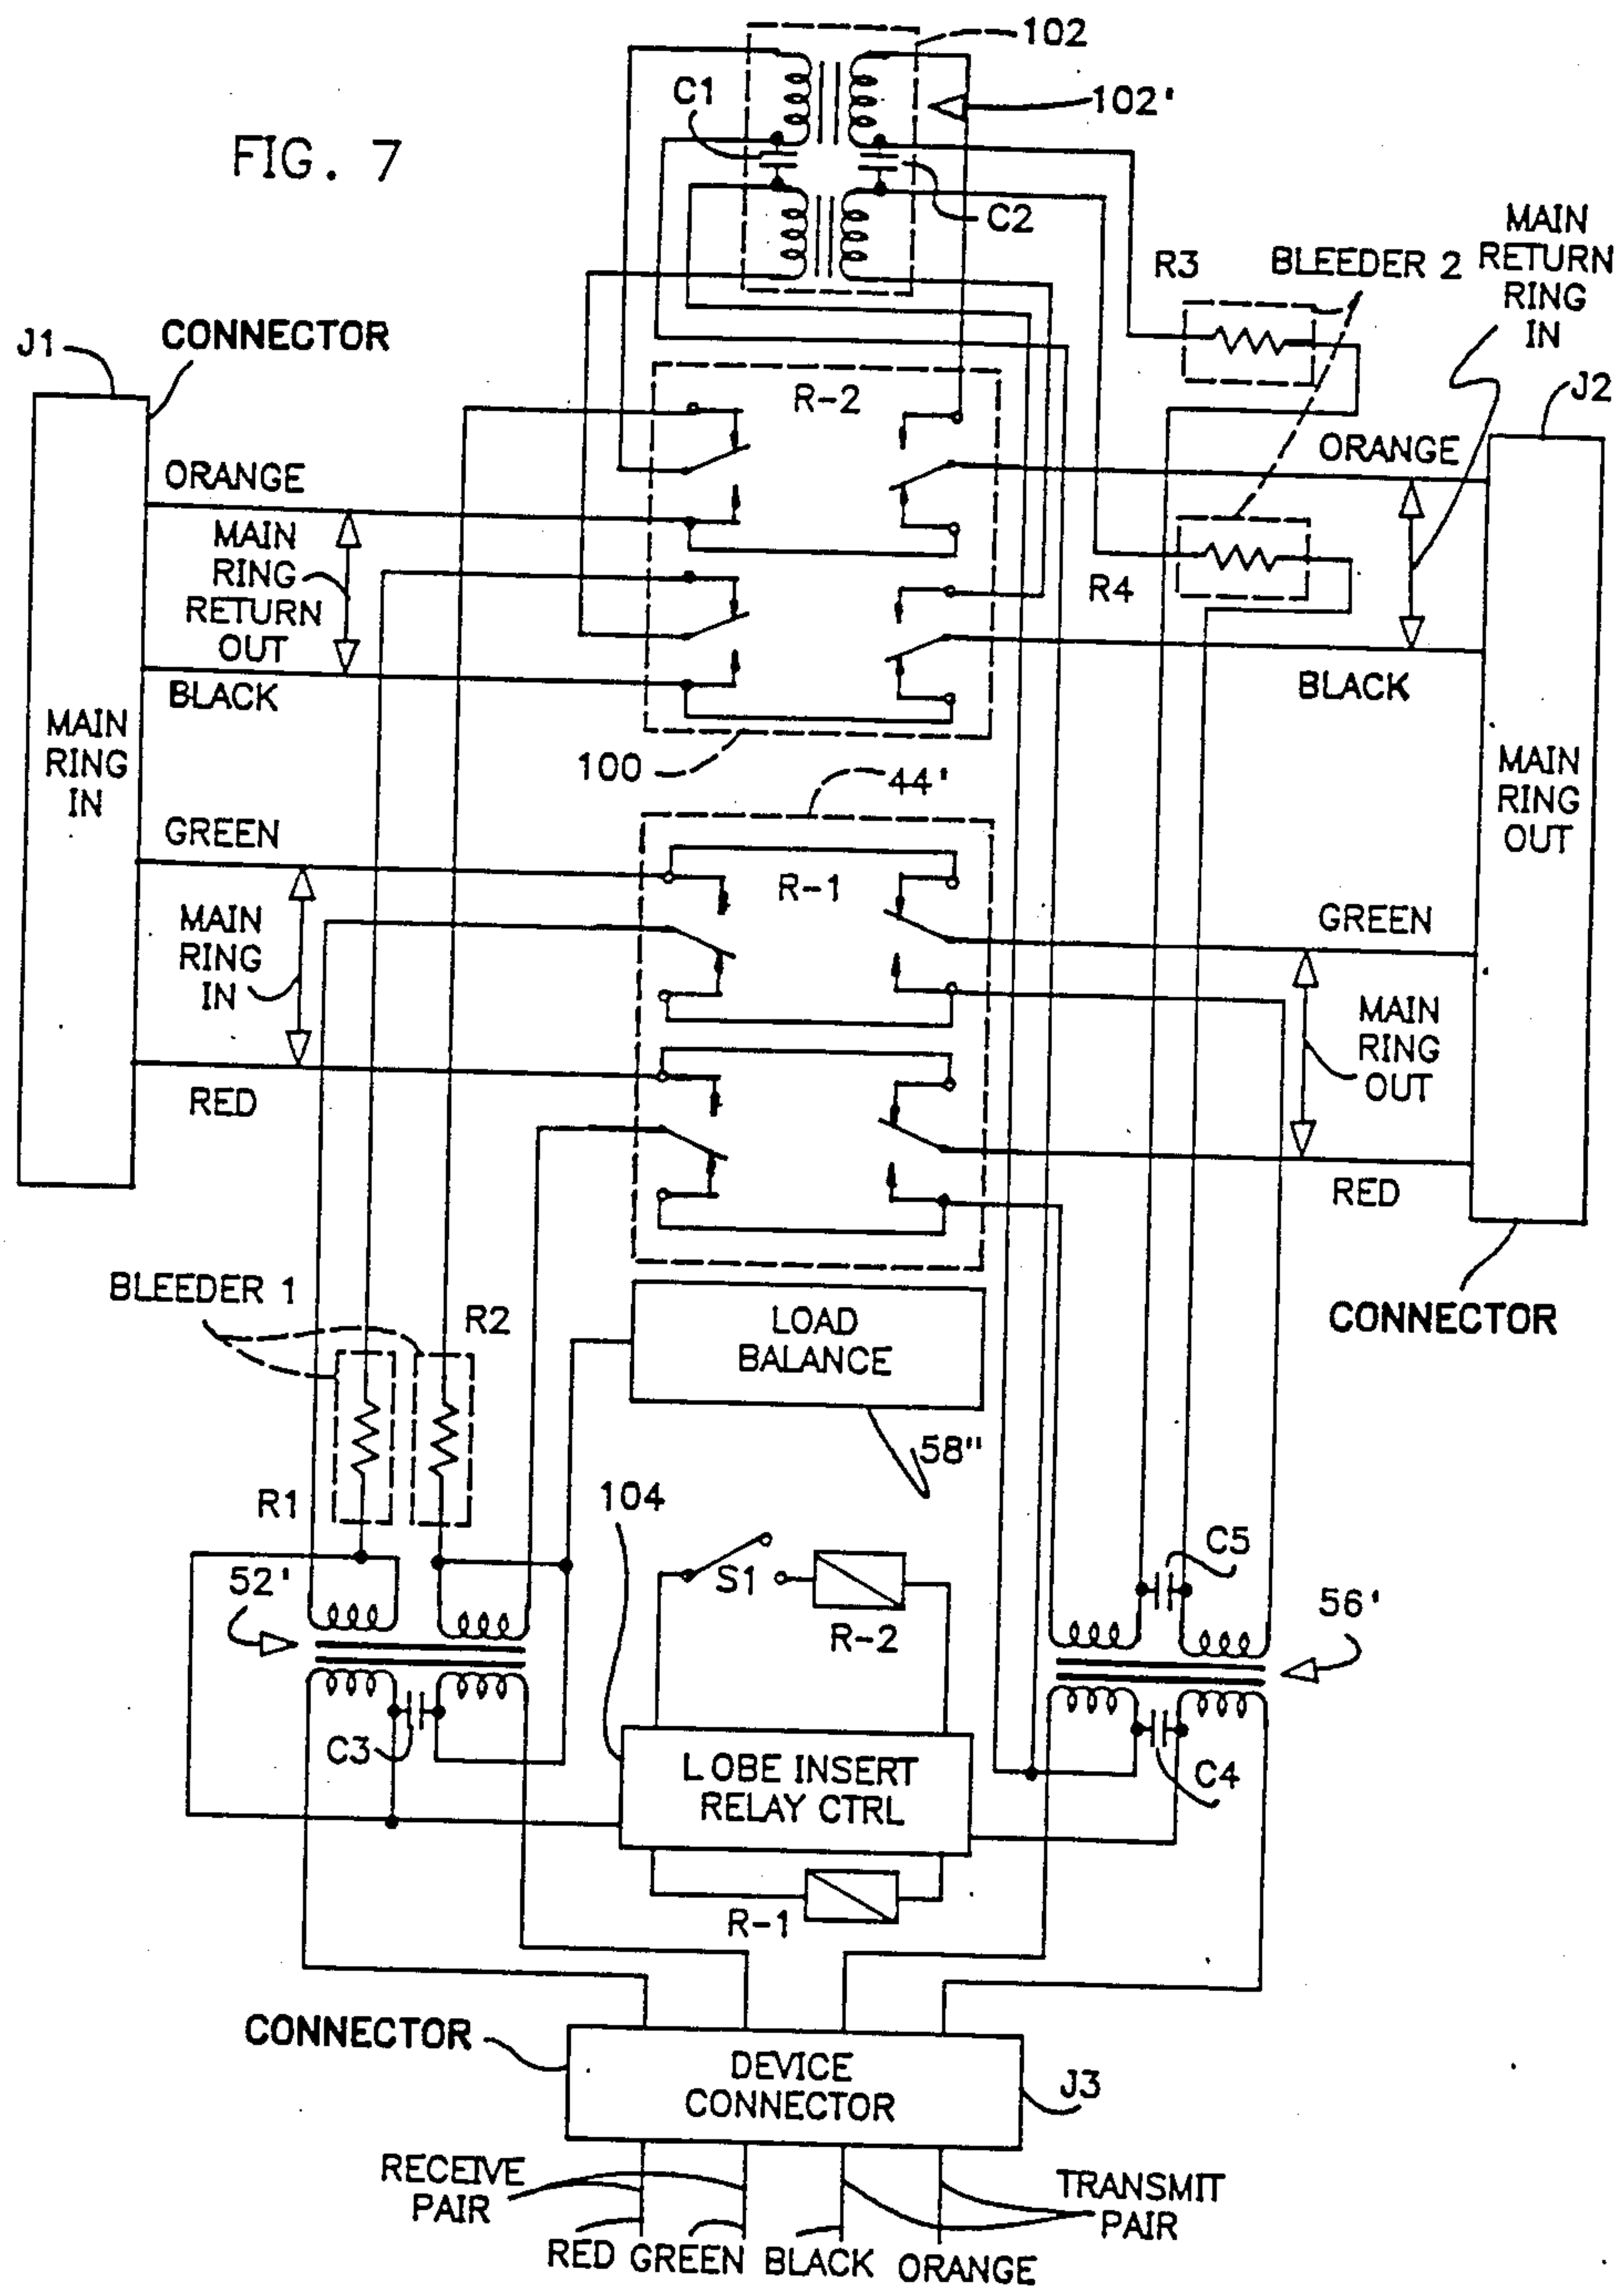 FIG. 7
102
102'
C1
C2
R3
BLEEDER 2
MAIN
RETURN
RING
IN
J1
CONNECTOR
J2
R-2
ORANGE
ORANGE
MAIN
RING
RETURN
OUT
R4
BLACK
BLACK
MAIN
RING
IN
100
44'
MAIN
RING
OUT
GREEN
R-1
GREEN
MAIN
RING
IN
MAIN
RING
OUT
RED
RED
BLEEDER 1
R2
LOAD
BALANCE
CONNECTOR
58"
R1
104
52'
S1
R-2
C5
56'
C3
LOBE INSERT
RELAY CTRL
C4
R-1
CONNECTOR
DEVICE
CONNECTOR
J3
RECEIVE
PAIR
TRANSMIT
PAIR
RED GREEN BLACK ORANGE